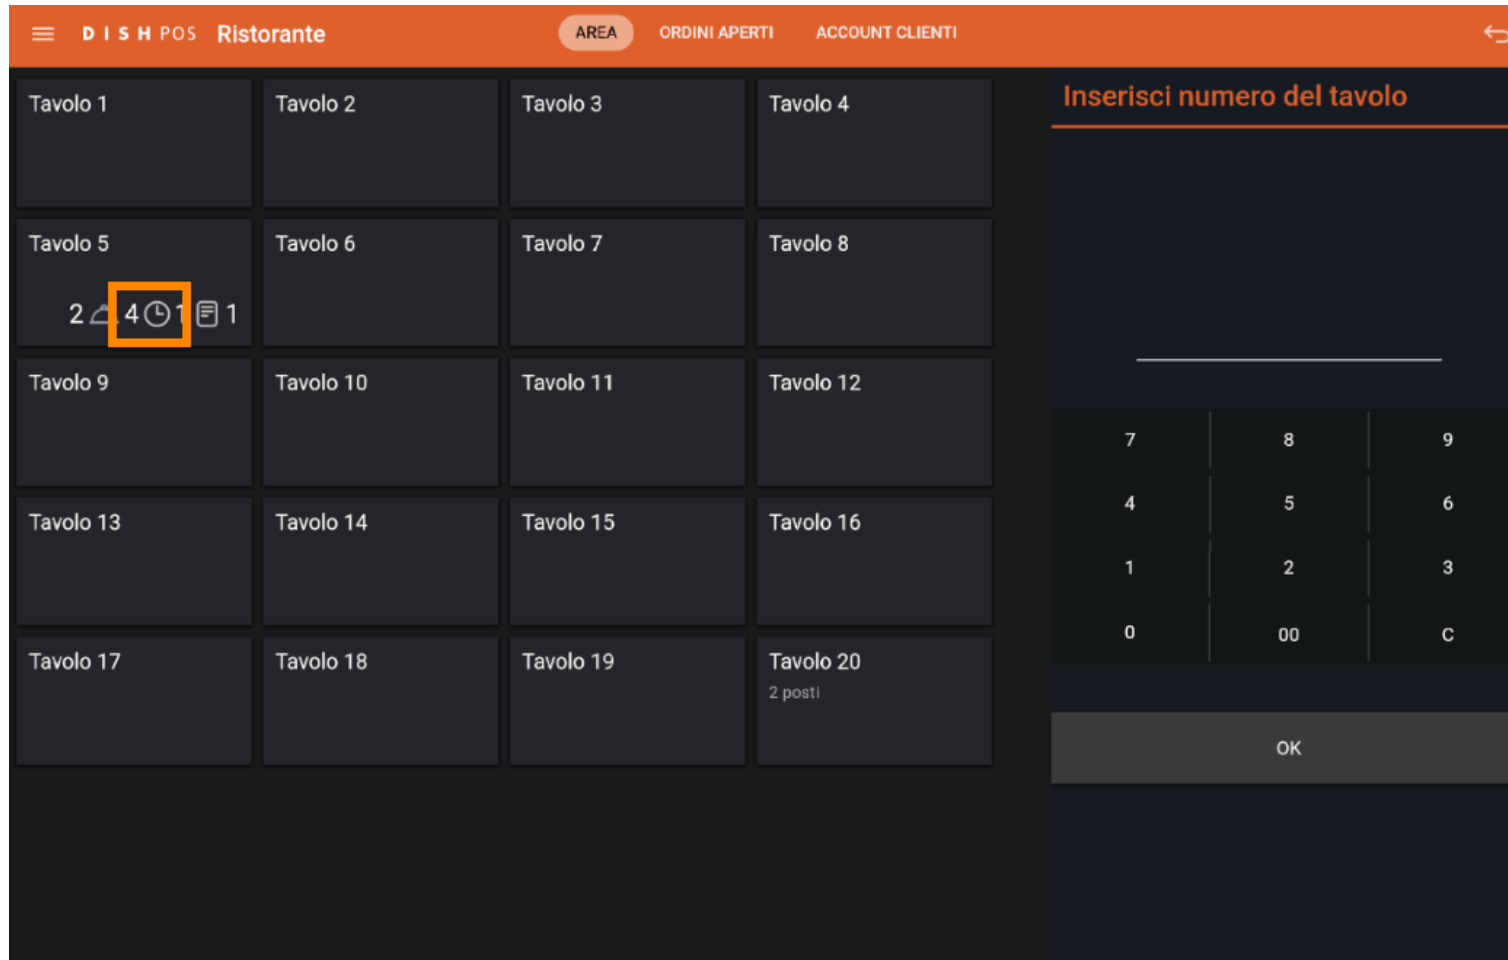 DISH POS Ristorante AREA ORDINI APERTI ACCOUNT CLIENTI
Inserisci numero del tavolo
Tavolo 1 Tavolo 2 Tavolo 3 Tavolo 4
Tavolo 5 Tavolo 6 Tavolo 7 Tavolo 8
2 4 1 1
Tavolo 9 Tavolo 10 Tavolo 11 Tavolo 12
Tavolo 13 Tavolo 14 Tavolo 15 Tavolo 16
Tavolo 17 Tavolo 18 Tavolo 19 Tavolo 20
2 posti
7 8 9
4 5 6
1 2 3
0 00 C
OK